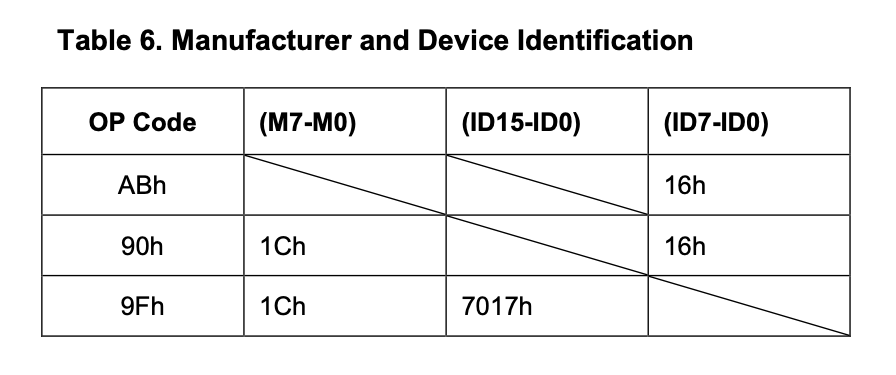 Table 6. Manufacturer and Device Identification
OP Code (M7-M0) (ID15-ID0) (ID7-ID0)
ABh 16h
90h 1Ch 16h
9Fh 1Ch 7017h